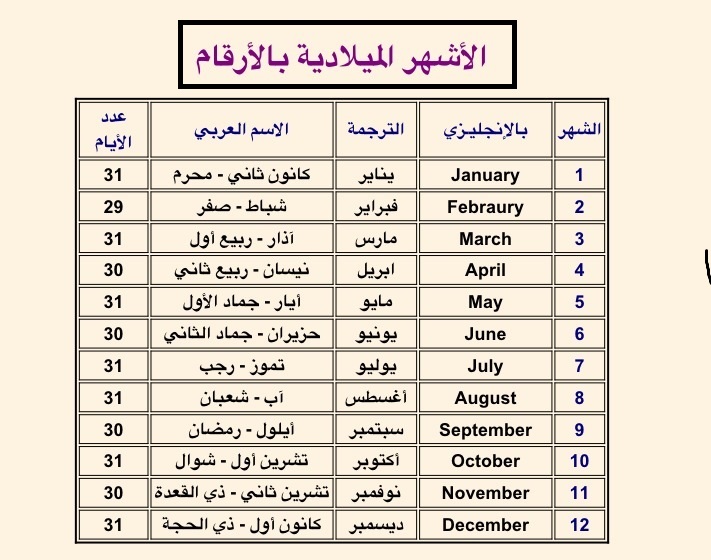 الأشهر الميلادية بالأرقام
الشهر بالإنجليزي الترجمة الاسم العربي عدد الأيام
1 January يناير كانون ثاني - محرم 31
2 Febraury فبراير شباط - صفر 29
3 March مارس آذار - ربيع أول 31
4 April ابريل نيسان - ربيع ثاني 30
5 May مايو أيار - جماد الأول 31
6 June يونيو حزيران - جماد الثاني 30
7 July يوليو تموز - رجب 31
8 August أغسطس آب - شعبان 31
9 September سبتمبر أيلول - رمضان 30
10 October أكتوبر تشرين أول - شوال 31
11 November نوفمبر تشرين ثاني - ذي القعدة 30
12 December ديسمبر كانون أول - ذي الحجة 31